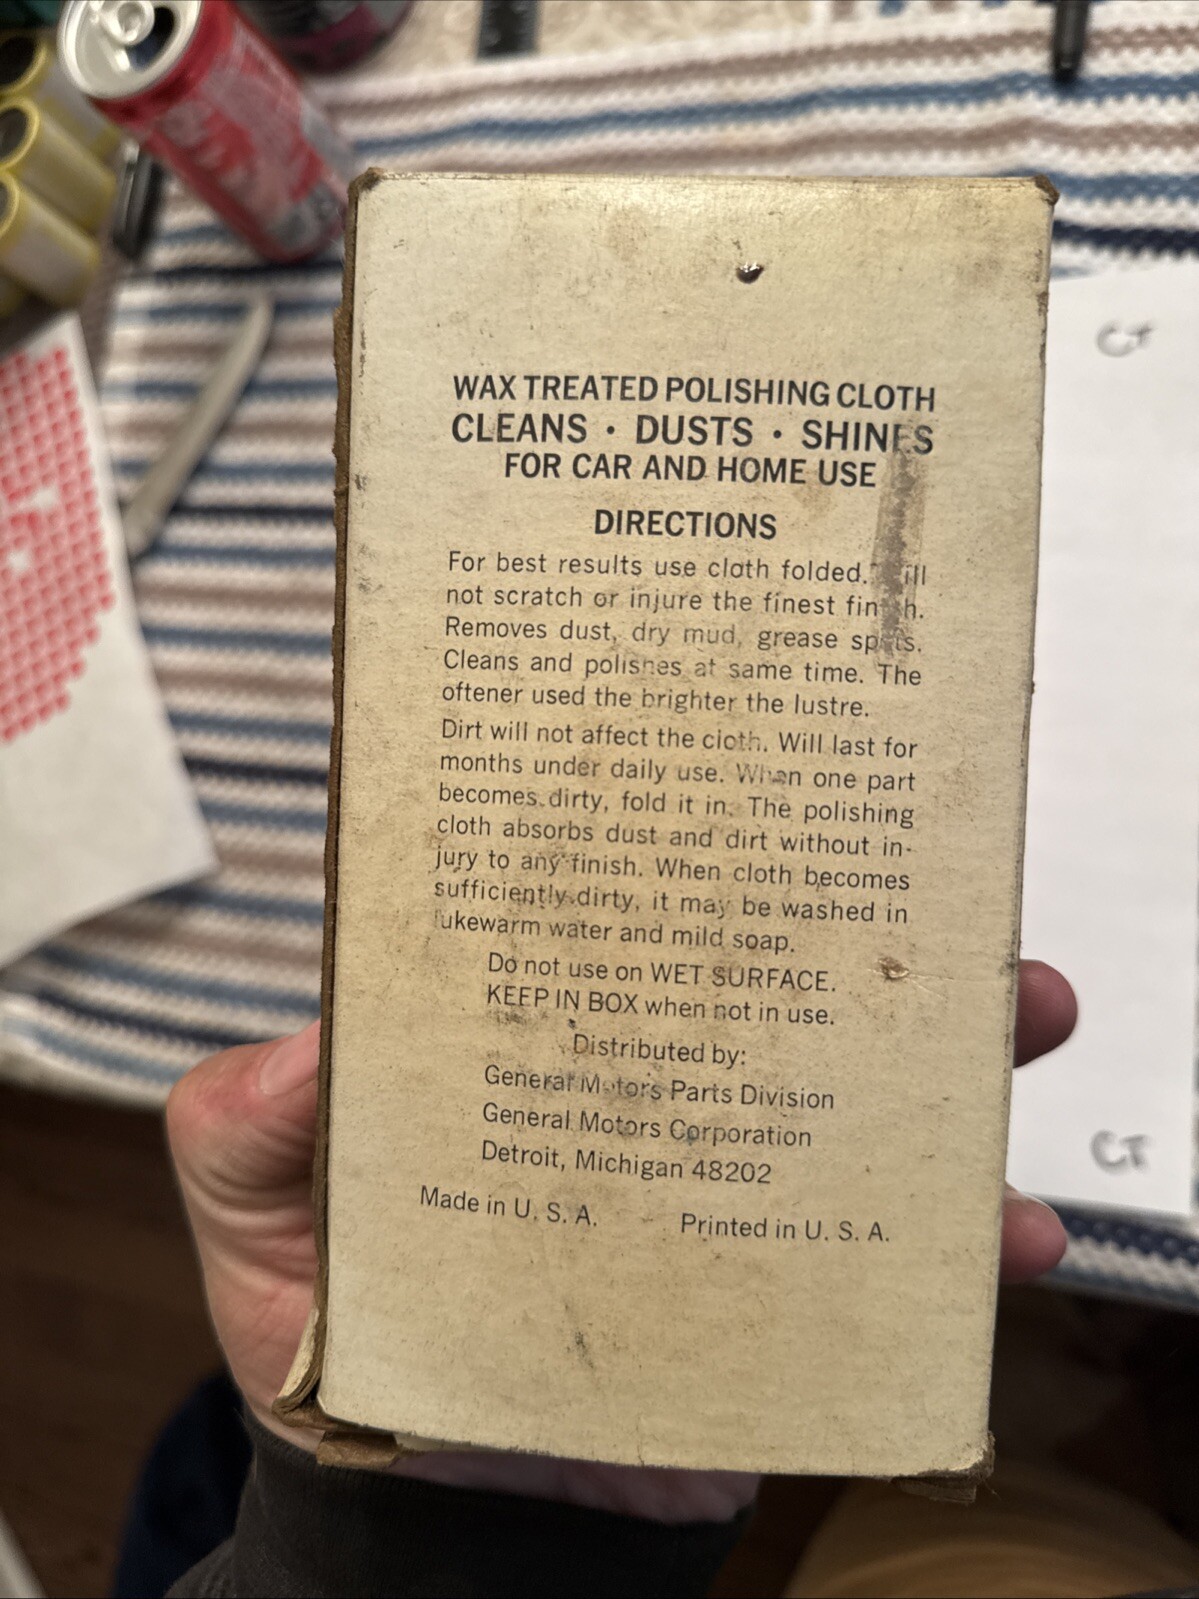 WAX TREATED POLISHING CLOTH
CLEANS · DUSTS · SHINES
FOR CAR AND HOME USE
DIRECTIONS
For best results use cloth folded. Will
not scratch or injure the finest finish.
Removes dust, dry mud, grease spots.
Cleans and polishes at same time. The
oftener used the brighter the lustre.
Dirt will not affect the cloth. Will last for
months under daily use. When one part
becomes dirty, fold it in. The polishing
cloth absorbs dust and dirt without in-
jury to any finish. When cloth becomes
sufficiently dirty, it may be washed in
lukewarm water and mild soap.
Do not use on WET SURFACE.
KEEP IN BOX when not in use.
Distributed by:
General Motors Parts Division
General Motors Corporation
Detroit, Michigan 48202
Made in U. S. A. Printed in U. S. A.
CT
CT